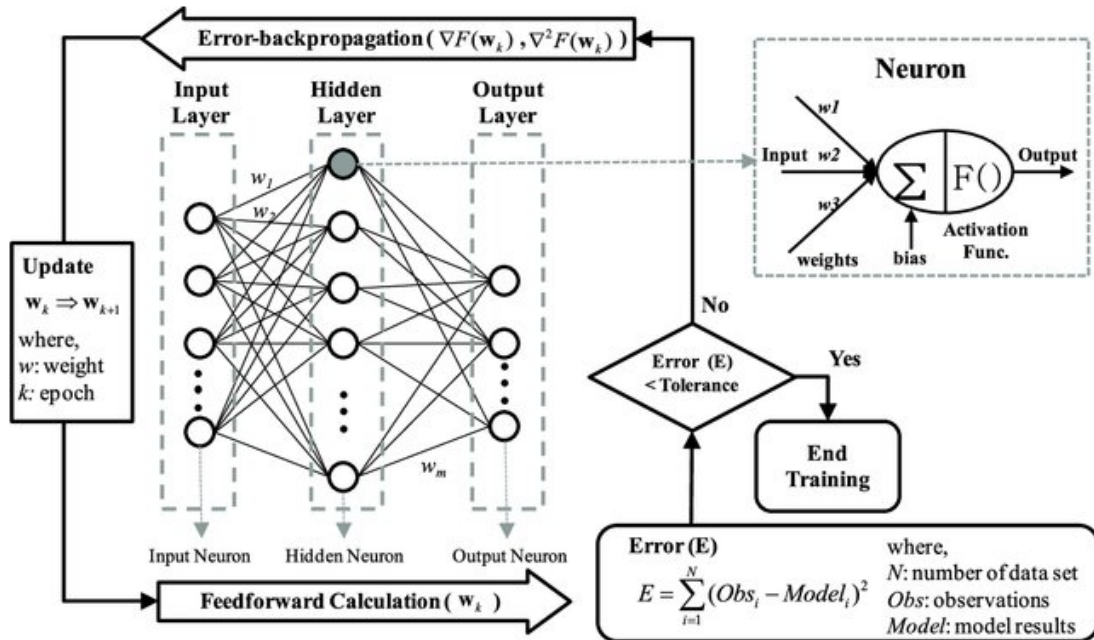 Error-backpropagation ( ∇F(w_k) , ∇²F(w_k) )
Input
Layer
Hidden
Layer
Output
Layer
w_1
w_2
w_m
Neuron
w1
Input
w2
w3
weights
Σ
F()
Output
bias
Activation
Func.
Update
w_k ⇒ w_{k+1}
where,
w: weight
k: epoch
No
Error (E)
< Tolerance
Yes
End
Training
Input Neuron
Hidden Neuron
Output Neuron
Feedforward Calculation ( w_k )
Error (E)
E = \sum_{i=1}^{N} (Obs_i − Model_i)²
where,
N: number of data set
Obs: observations
Model: model results